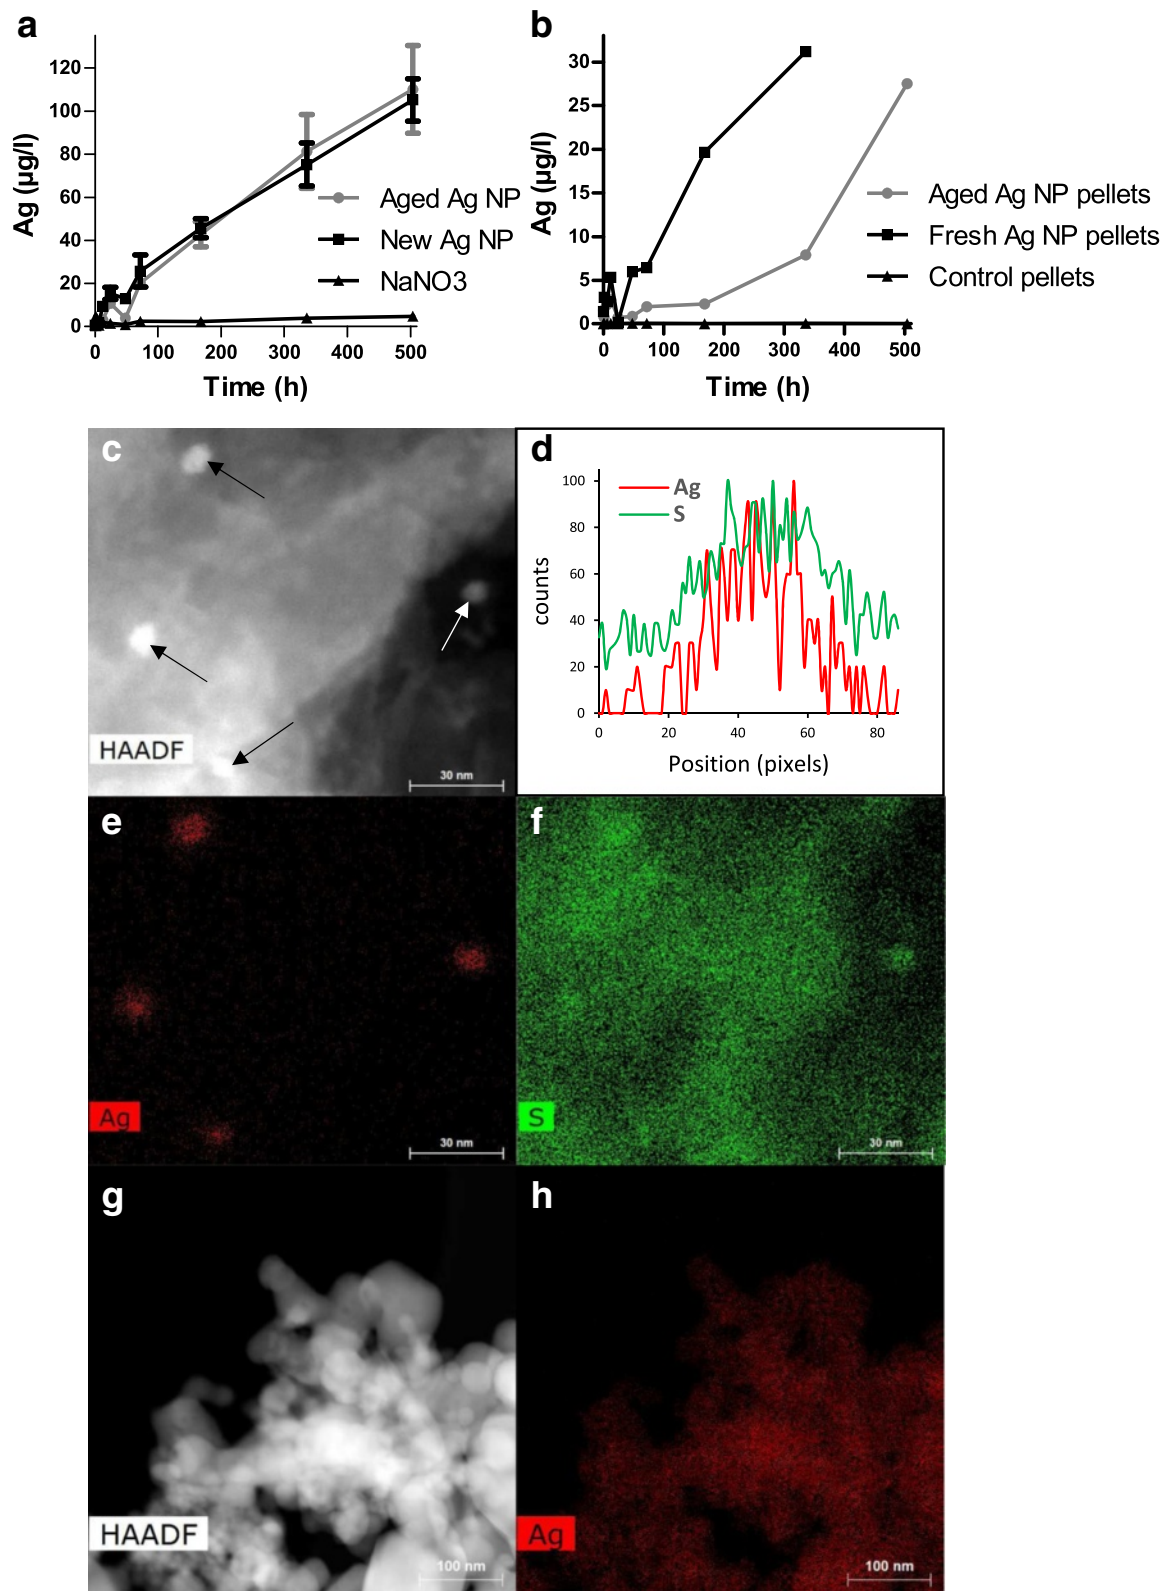 a
120
100
80
60
40
20
0
Ag (µg/l)
0 100 200 300 400 500
Time (h)
Aged Ag NP
New Ag NP
NaNO3
b
30
25
20
15
10
5
0
Ag (µg/l)
0 100 200 300 400 500
Time (h)
Aged Ag NP pellets
Fresh Ag NP pellets
Control pellets
c
HAADF
30 nm
d
Ag
S
100
80
60
40
20
0
counts
0 20 40 60 80
Position (pixels)
e
Ag
30 nm
f
S
30 nm
g
HAADF
100 nm
h
Ag
100 nm